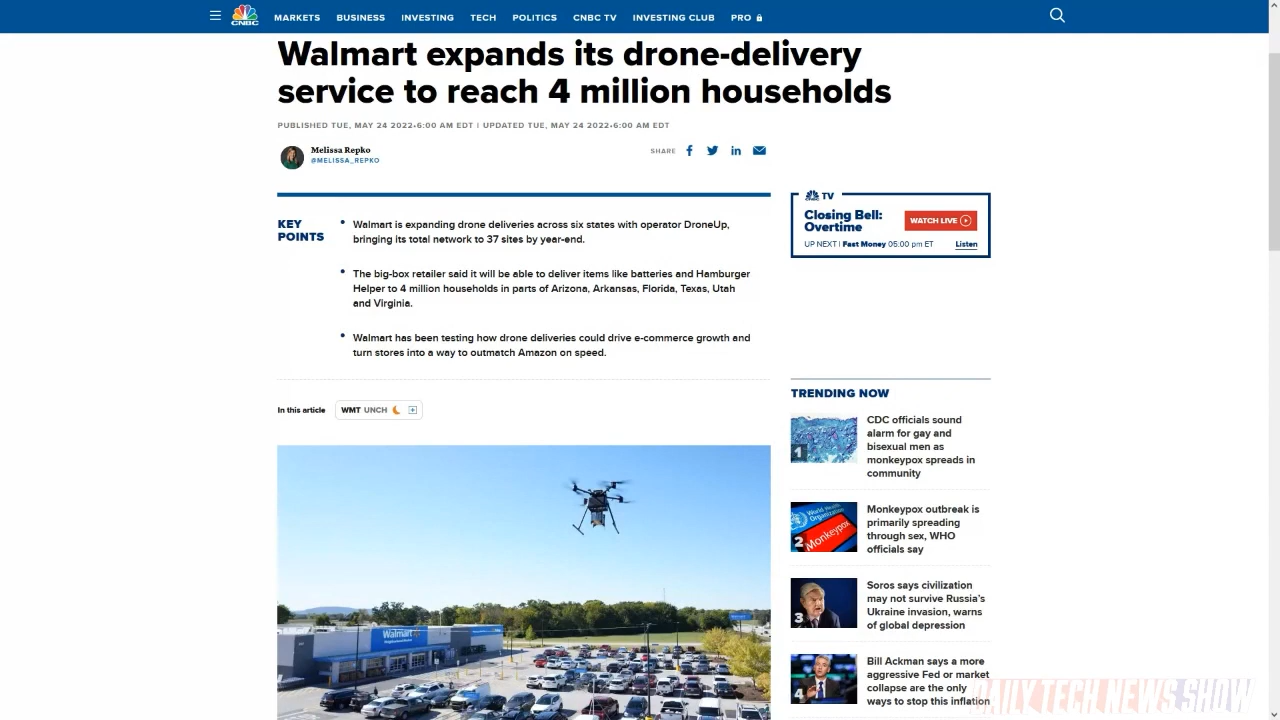 CNBC
MARKETS BUSINESS INVESTING TECH POLITICS CNBC TV INVESTING CLUB PRO
Walmart expands its drone-delivery
service to reach 4 million households
PUBLISHED TUE, MAY 24 2022•6:00 AM EDT | UPDATED TUE, MAY 24 2022•6:00 AM EDT
Melissa Repko
@MELISSA_REPKO
SHARE
KEY
POINTS
Walmart is expanding drone deliveries across six states with operator DroneUp,
bringing its total network to 37 sites by year-end.
The big-box retailer said it will be able to deliver items like batteries and Hamburger
Helper to 4 million households in parts of Arizona, Arkansas, Florida, Texas, Utah
and Virginia.
Walmart has been testing how drone deliveries could drive e-commerce growth and
turn stores into a way to outmatch Amazon on speed.
In this article
WMT UNCH
Walmart
TV
Closing Bell:
Overtime
WATCH LIVE
UP NEXT | Fast Money 05:00 pm ET
Listen
TRENDING NOW
1
CDC officials sound
alarm for gay and
bisexual men as
monkeypox spreads in
community
World Health
Organization
Monkeypox
2
Monkeypox outbreak is
primarily spreading
through sex, WHO
officials say
3
Soros says civilization
may not survive Russia's
Ukraine invasion, warns
of global depression
4
Bill Ackman says a more
aggressive Fed or market
collapse are the only
ways to stop this inflation
DAILY TECH NEWS SHOW